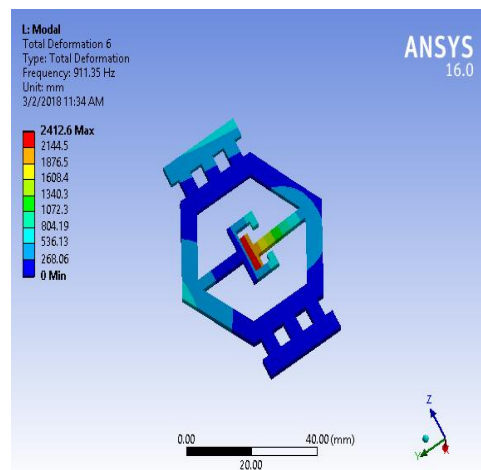 L: Modal
Total Deformation 6
Type: Total Deformation
Frequency: 911.35 Hz
Unit: mm
3/2/2018 11:34 AM
ANSYS
16.0
2412.6 Max
2144.5
1876.5
1608.4
1340.3
1072.3
804.19
536.13
268.06
0 Min
0.00 40.00 (mm)
20.00
Z
Y X